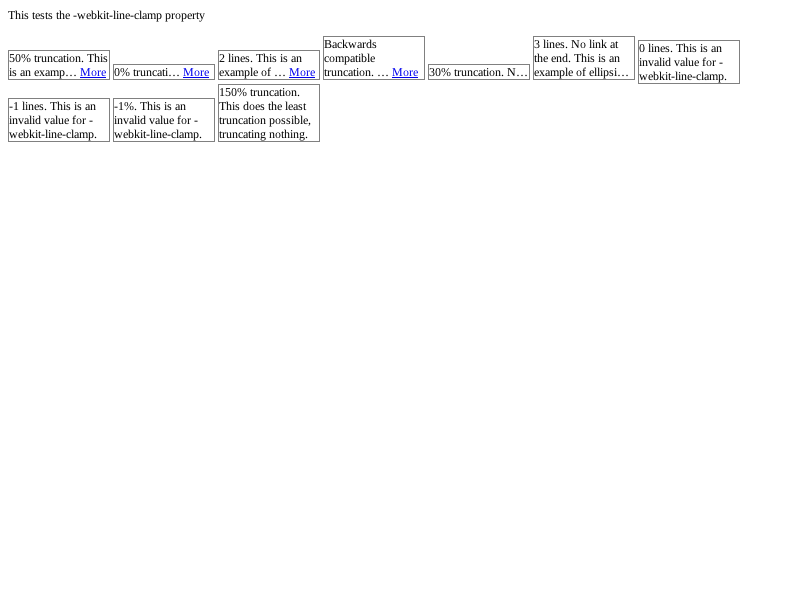 This tests the -webkit-line-clamp property
50% truncation. This
is an examp… More
0% truncati… More
2 lines. This is an
example of … More
Backwards
compatible
truncation. … More
30% truncation. N…
3 lines. No link at
the end. This is an
example of ellipsi…
0 lines. This is an
invalid value for -
webkit-line-clamp.
-1 lines. This is an
invalid value for -
webkit-line-clamp.
-1%. This is an
invalid value for -
webkit-line-clamp.
150% truncation.
This does the least
truncation possible,
truncating nothing.